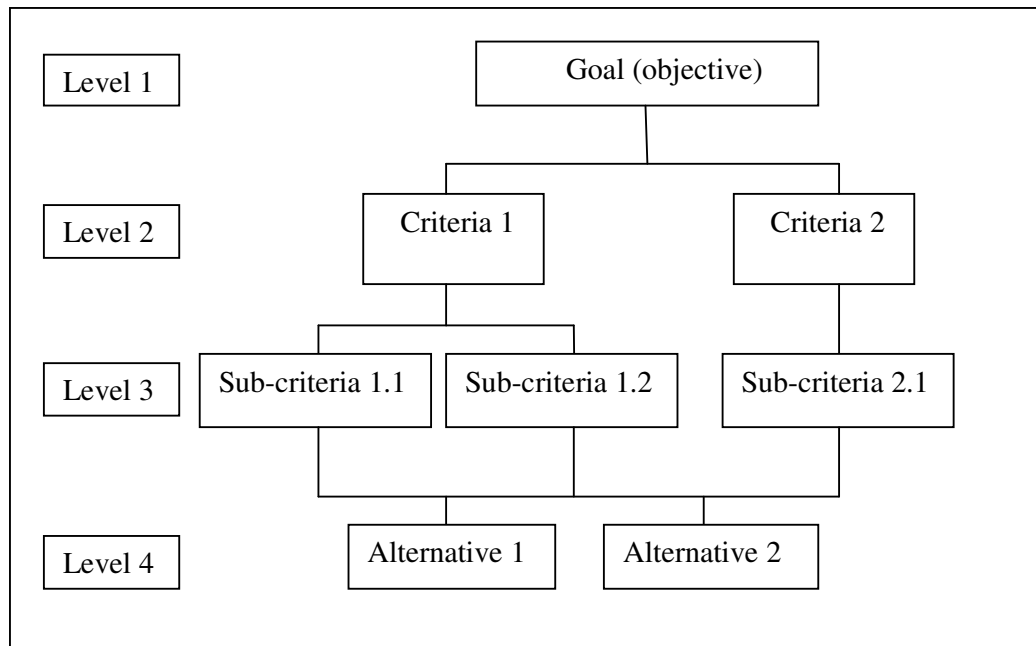 Level 1
Goal (objective)
Level 2
Criteria 1
Criteria 2
Level 3
Sub-criteria 1.1
Sub-criteria 1.2
Sub-criteria 2.1
Level 4
Alternative 1
Alternative 2